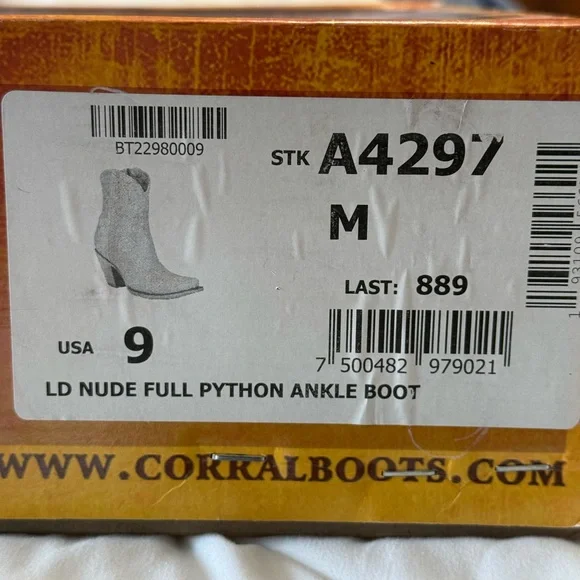 BT22980009
STK A4297
M
LAST: 889
USA 9
7 500482 979021
LD NUDE FULL PYTHON ANKLE BOOT
WWW.CORRALBOOTS.COM